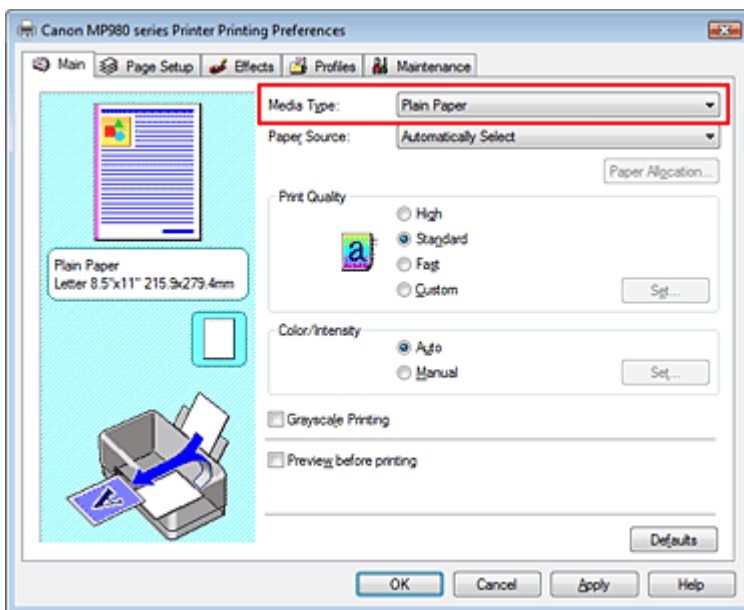 Canon MP980 series Printer Printing Preferences
Main Page Setup Effects Profiles Maintenance
Media Type: Plain Paper
Paper Source: Automatically Select
Paper Allocation...
Print Quality
High
a Standard
Fast
Custom Set...
Plain Paper
Letter 8.5"x11" 215.9x279.4mm
Color/Intensity
Auto
Manual Set...
Grayscale Printing
Preview before printing
A
Defaults
OK Cancel Apply Help